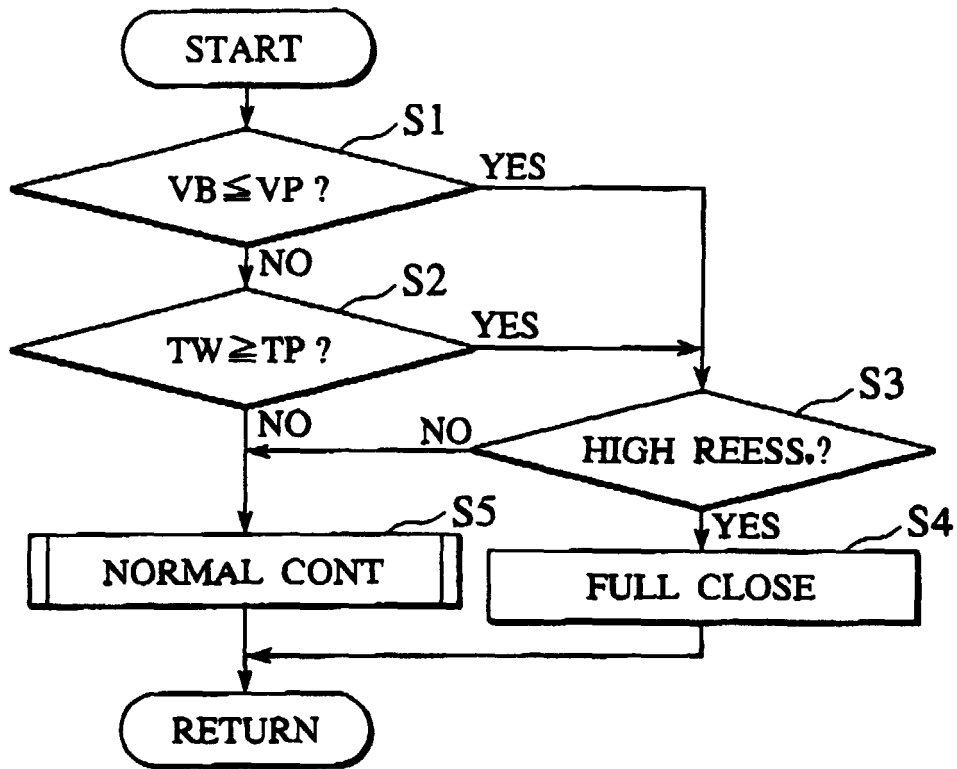 START
S1
VB≦VP?
YES
NO
S2
TW≧TP?
YES
NO
S3
HIGH REESS.?
NO
YES
S5
NORMAL CONT
S4
FULL CLOSE
RETURN